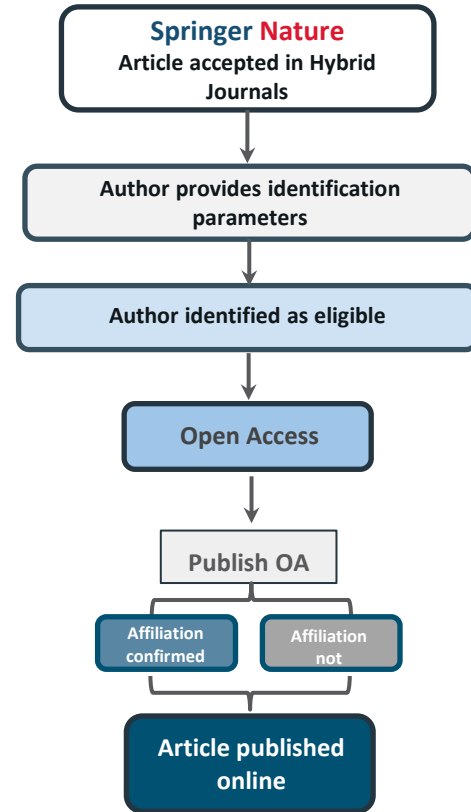 Springer Nature
Article accepted in Hybrid
Journals
Author provides identification
parameters
Author identified as eligible
Open Access
Publish OA
Affiliation
confirmed
Affiliation
not
Article published
online